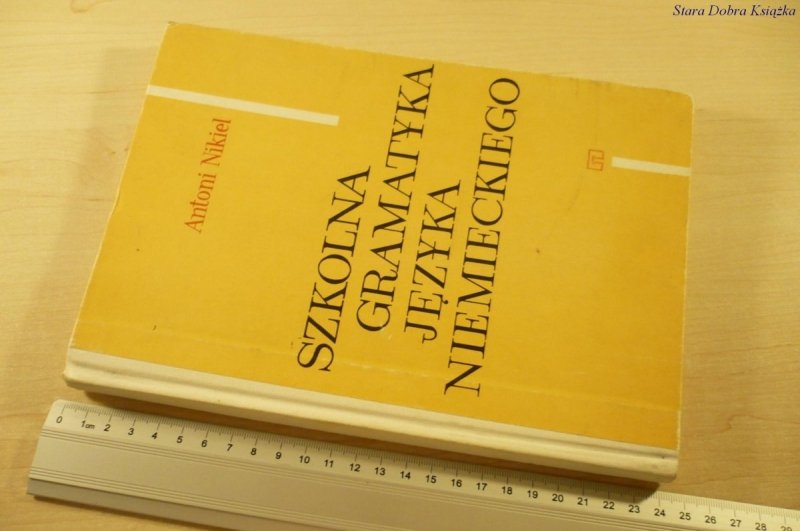 Stara Dobra Książka
Antoni Nikiel
SZKOLNA
GRAMATYKA
JĘZYKA
NIEMIECKIEGO
0 1cm 2 3 4 5 6 7 8 9 10 11 12 13 14 15 16 17 18 19 20 21 22 23 24 25 26 27 28 29